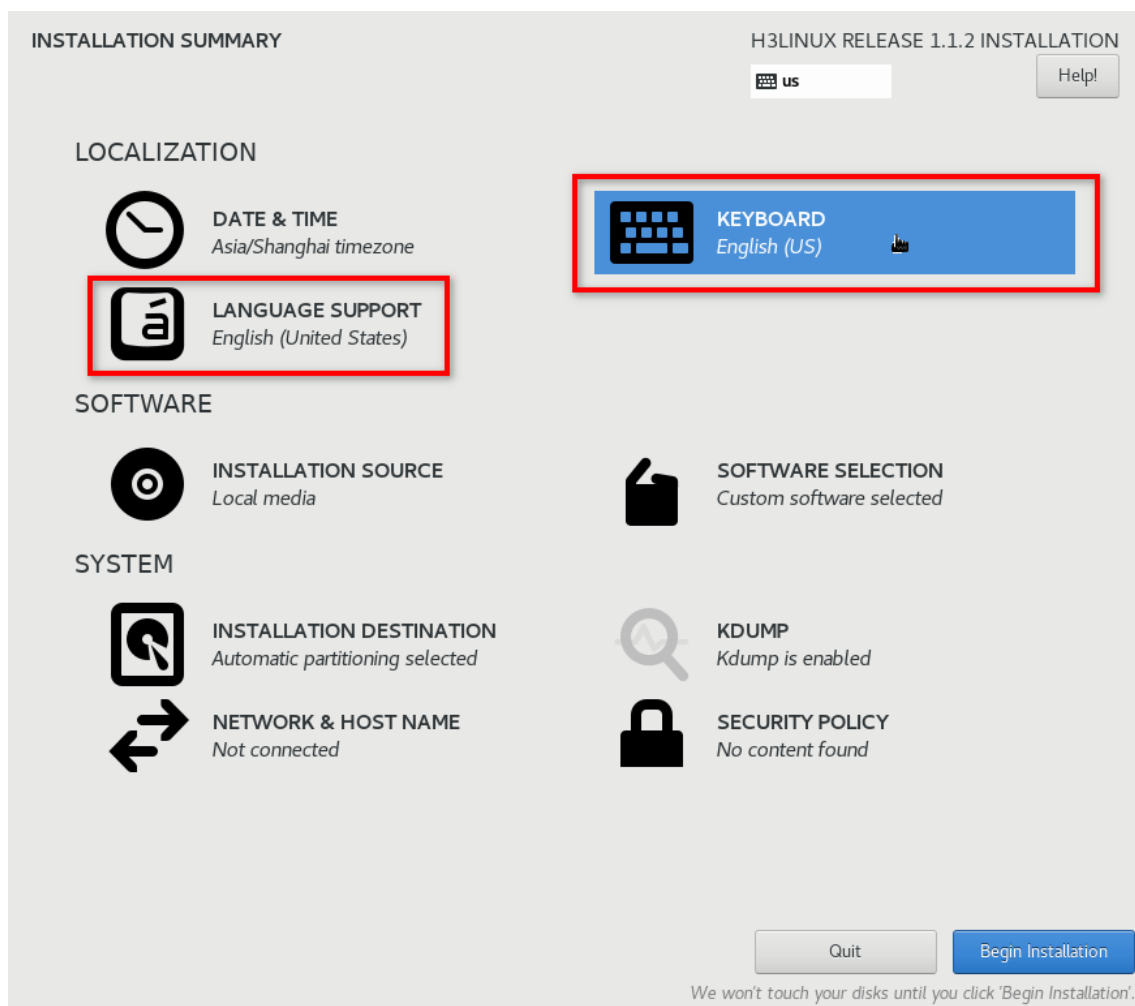 INSTALLATION SUMMARY
H3LINUX RELEASE 1.1.2 INSTALLATION
us
Help!
LOCALIZATION
DATE & TIME
Asia/Shanghai timezone
KEYBOARD
English (US)
á
LANGUAGE SUPPORT
English (United States)
SOFTWARE
INSTALLATION SOURCE
Local media
SOFTWARE SELECTION
Custom software selected
SYSTEM
INSTALLATION DESTINATION
Automatic partitioning selected
KDUMP
Kdump is enabled
NETWORK & HOST NAME
Not connected
SECURITY POLICY
No content found
Quit
Begin Installation
We won't touch your disks until you click 'Begin Installation'.